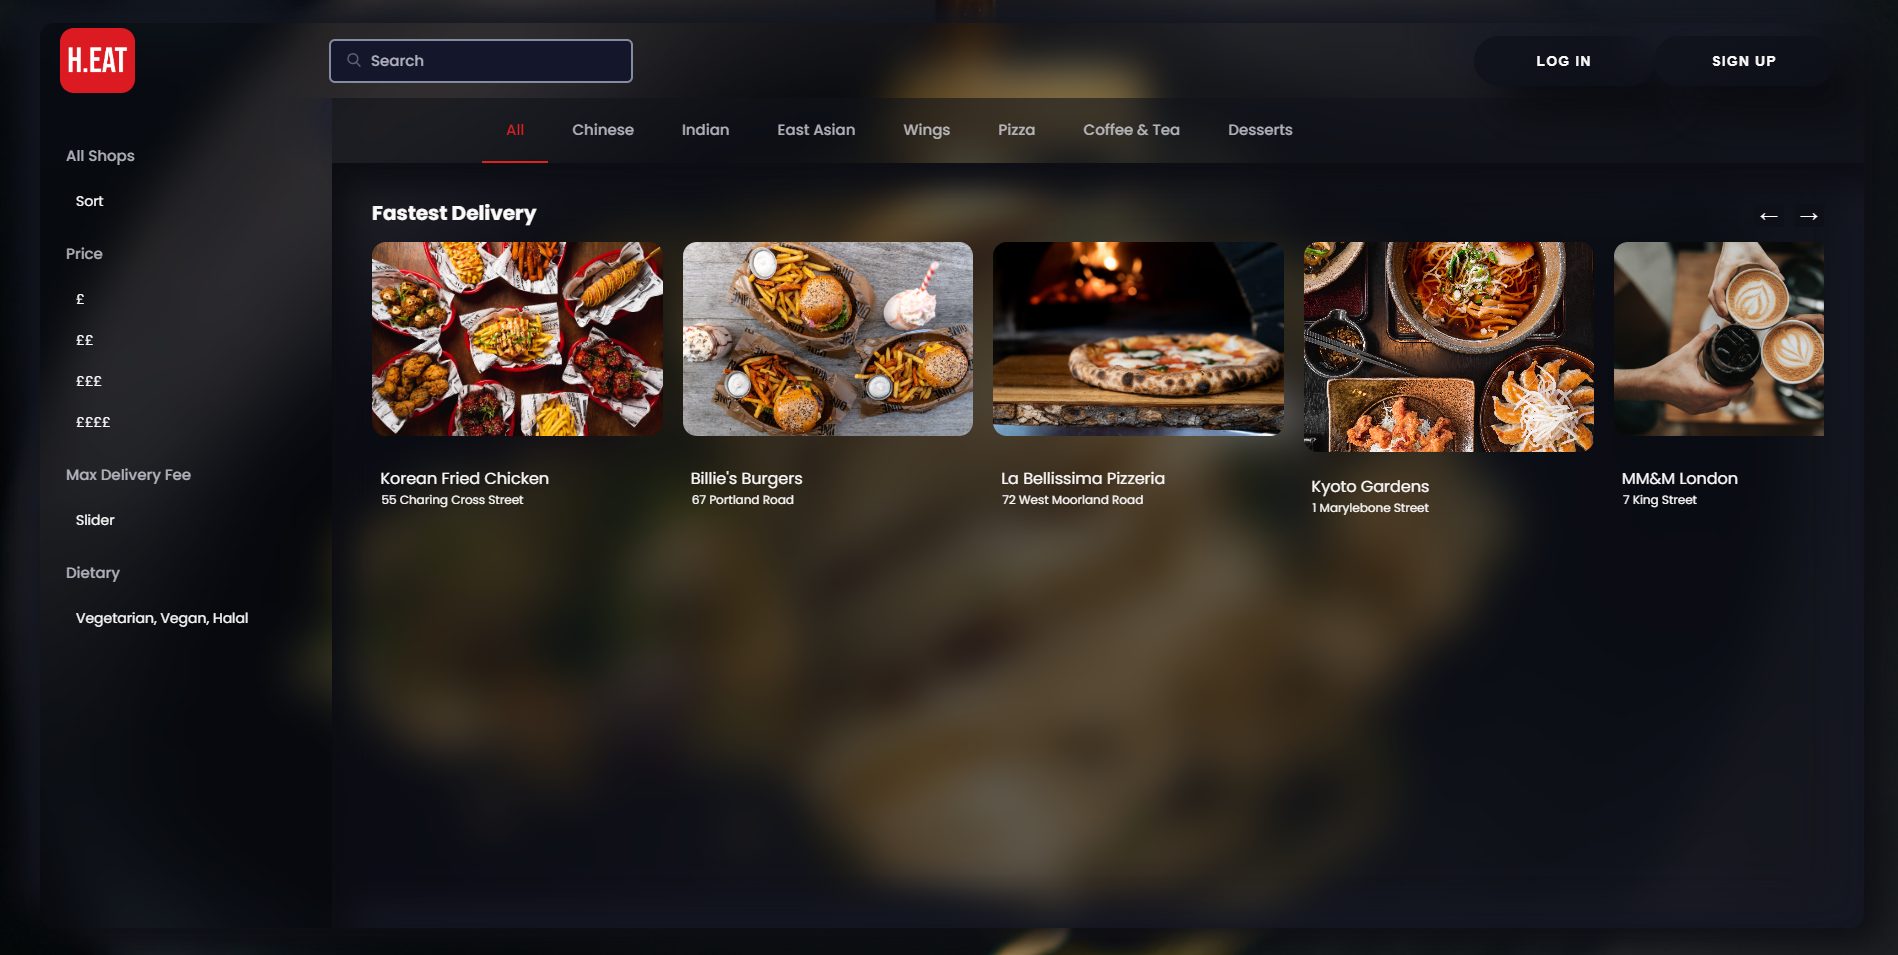 H.EAT
Search
LOG IN
SIGN UP
All
Chinese
Indian
East Asian
Wings
Pizza
Coffee & Tea
Desserts
All Shops
Sort
Price
£
££
£££
££££
Max Delivery Fee
Slider
Dietary
Vegetarian, Vegan, Halal
Fastest Delivery
← →
Korean Fried Chicken
55 Charing Cross Street
Billie's Burgers
67 Portland Road
La Bellissima Pizzeria
72 West Moorland Road
Kyoto Gardens
1 Marylebone Street
MM&M London
7 King Street